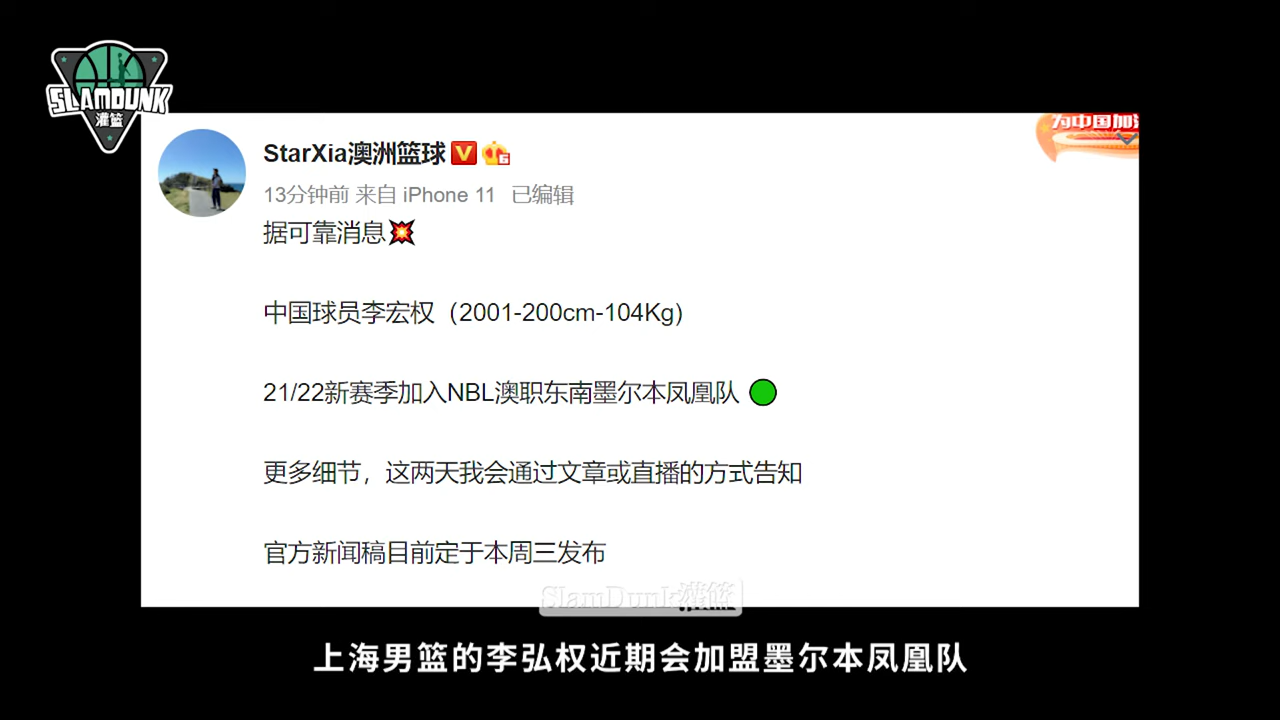 SLAMDUNK
灌篮
为中国加
StarXia澳洲篮球
13分钟前 来自 iPhone 11 已编辑
据可靠消息💥
中国球员李宏权（2001-200cm-104Kg）
21/22新赛季加入NBL澳职东南墨尔本凤凰队
更多细节，这两天我会通过文章或直播的方式告知
官方新闻稿目前定于本周三发布
SlamDunk灌篮
上海男篮的李弘权近期会加盟墨尔本凤凰队